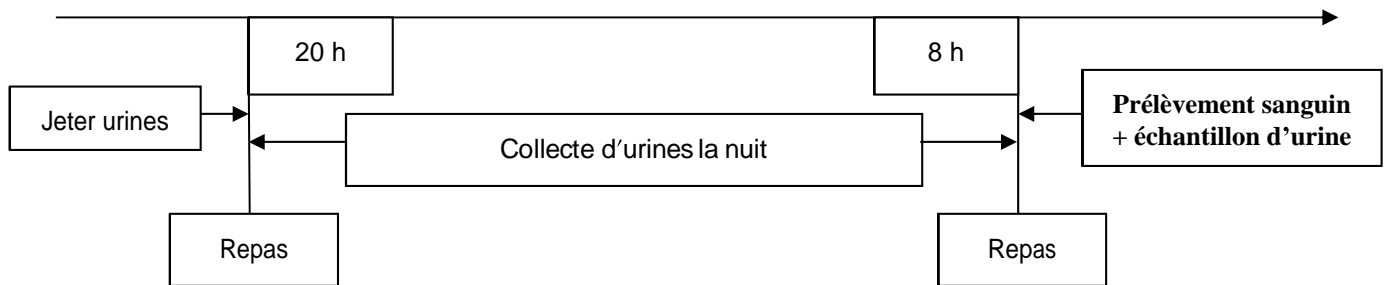 20 h
8 h
Jeter urines
Collecte d′urines la nuit
Prélèvement sanguin
+ échantillon d’urine
Repas
Repas